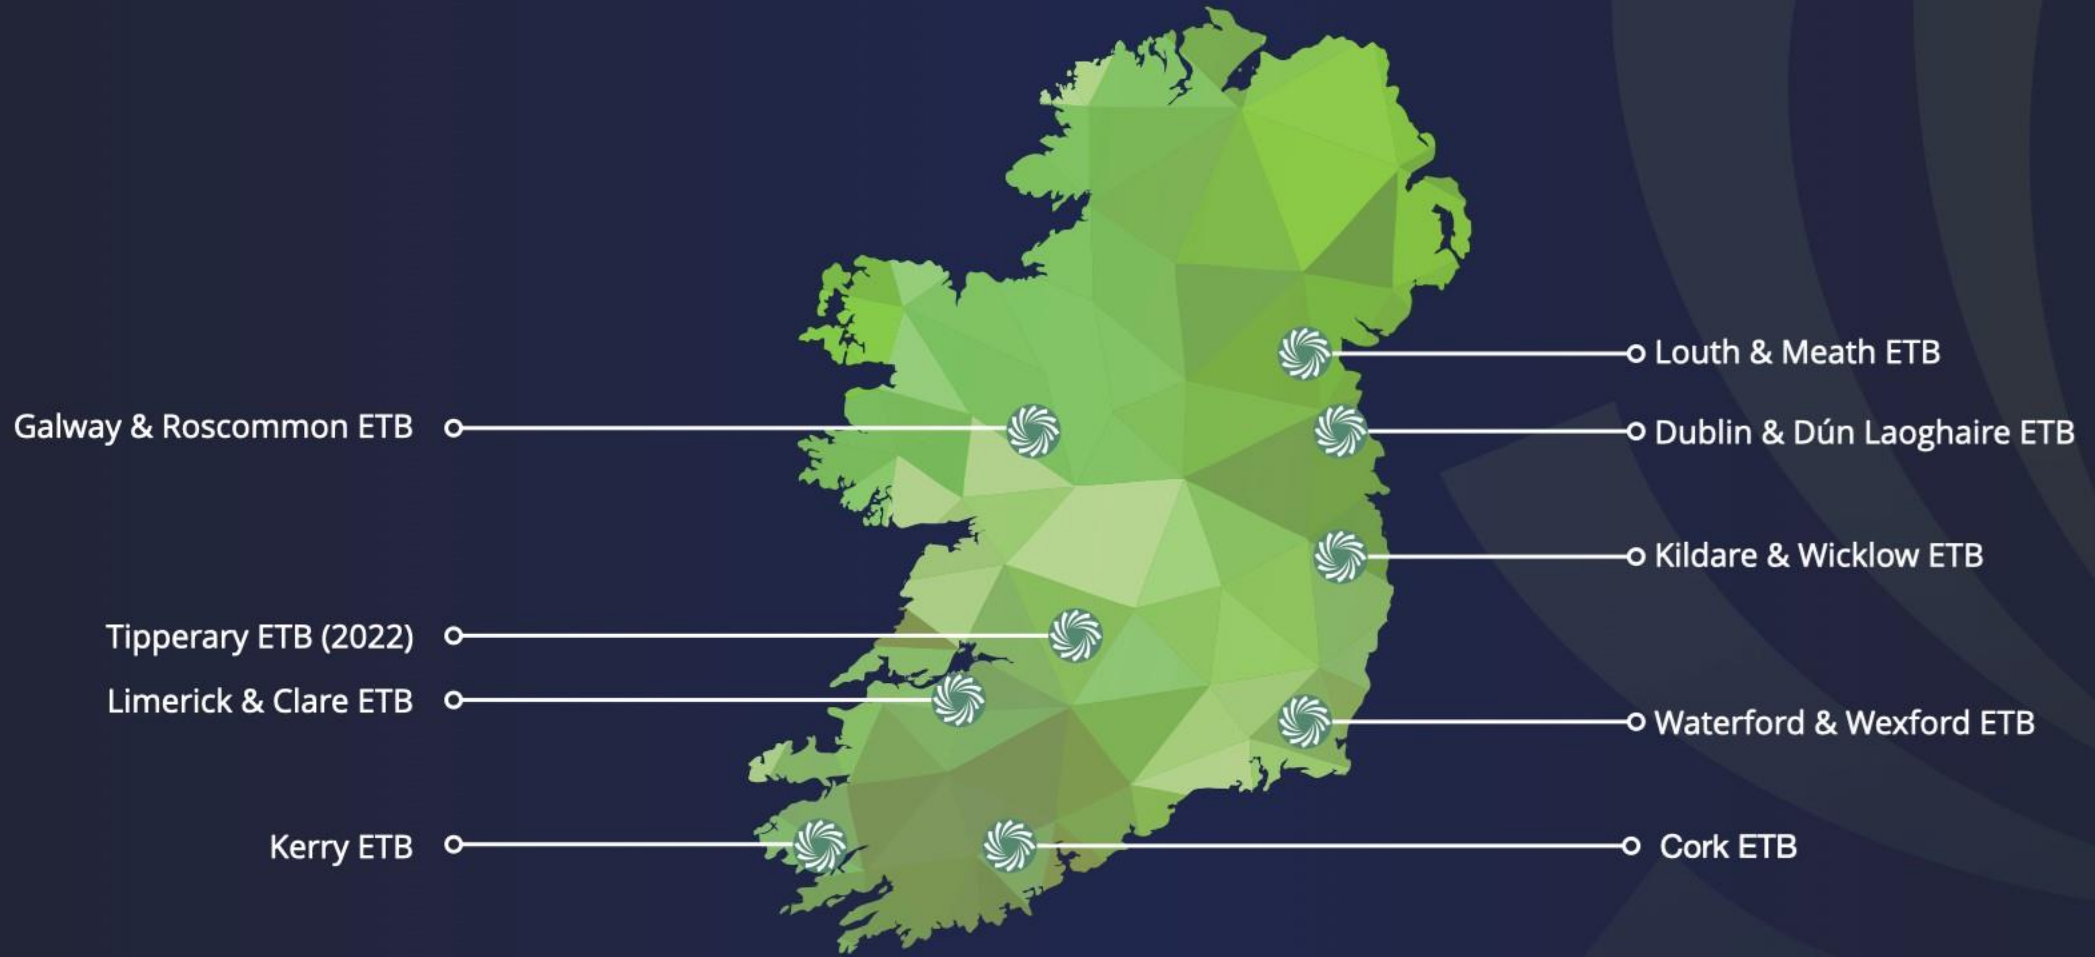 Louth & Meath ETB
Galway & Roscommon ETB
Dublin & Dún Laoghaire ETB
Kildare & Wicklow ETB
Tipperary ETB (2022)
Limerick & Clare ETB
Waterford & Wexford ETB
Kerry ETB
Cork ETB